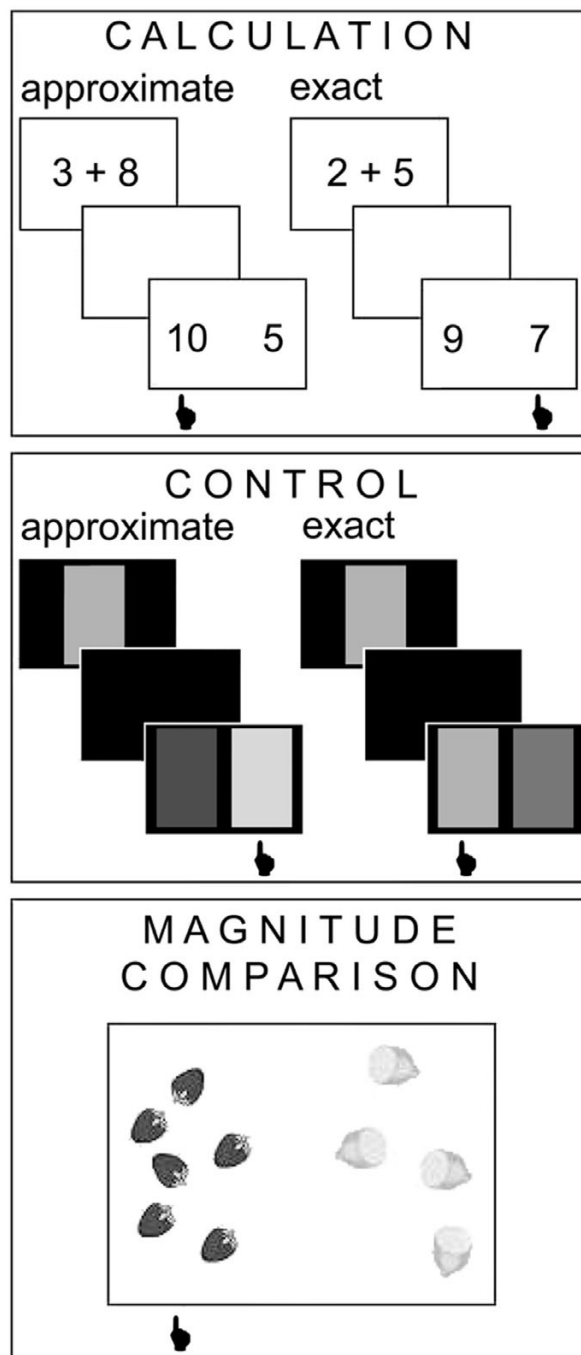 CALCULATION
approximate exact
3 + 8 2 + 5
10 5 9 7
CONTROL
approximate exact
MAGNITUDE
COMPARISON